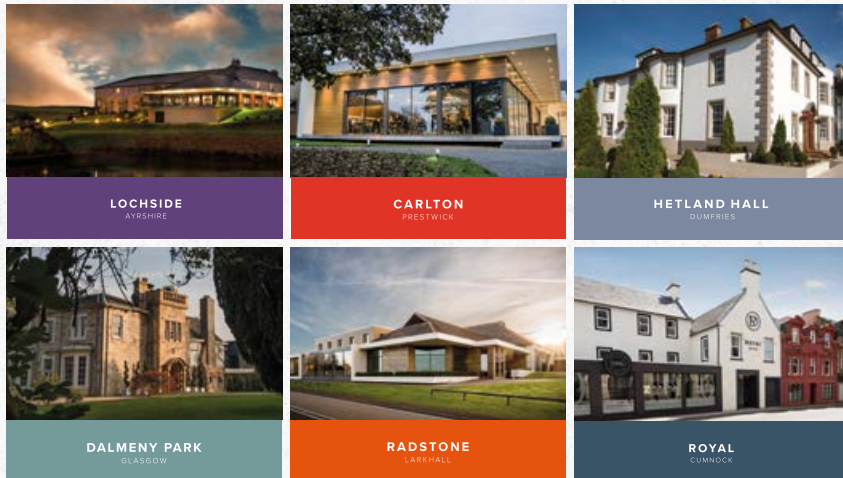 LOCHSIDE
AYRSHIRE
CARLTON
PRESTWICK
HETLAND HALL
DUMFRIES
DALMENY PARK
GLASGOW
RADSTONE
LARKHALL
R
ROYAL
CUMNOCK